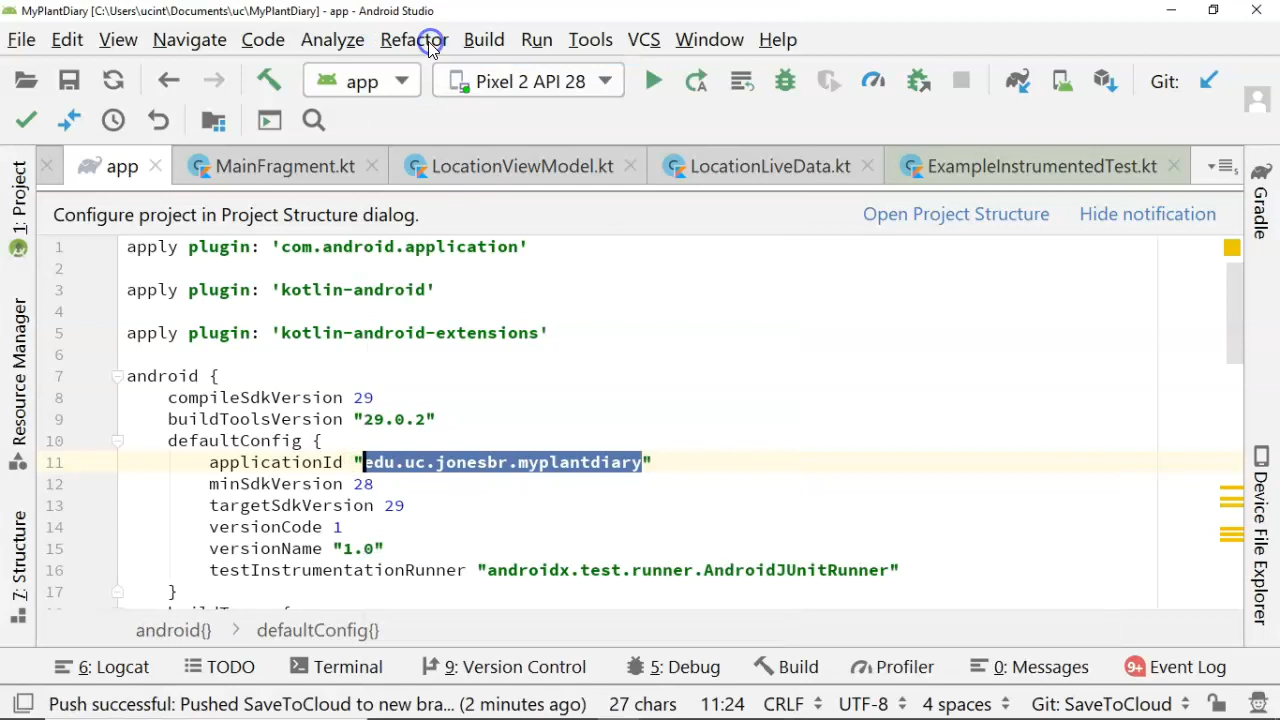 MyPlantDiary [C:\Users\ucint\Documents\uc\MyPlantDiary] - app - Android Studio
File Edit View Navigate Code Analyze Refactor Build Run Tools VCS Window Help
app Pixel 2 API 28 Git:
app MainFragment.kt LocationViewModel.kt LocationLiveData.kt ExampleInstrumentedTest.kt
1: Project
Resource Manager
7: Structure
Configure project in Project Structure dialog. Open Project Structure Hide notification
1 apply plugin: 'com.android.application'
2
3 apply plugin: 'kotlin-android'
4
5 apply plugin: 'kotlin-android-extensions'
6
7 android {
8 compileSdkVersion 29
9 buildToolsVersion "29.0.2"
10 defaultConfig {
11 applicationId "edu.uc.jonesbr.myplantdiary"
12 minSdkVersion 28
13 targetSdkVersion 29
14 versionCode 1
15 versionName "1.0"
16 testInstrumentationRunner "androidx.test.runner.AndroidJUnitRunner"
17 }
Gradle
Device File Explorer
android{} > defaultConfig{}
6: Logcat TODO Terminal 9: Version Control 5: Debug Build Profiler 0: Messages 9+ Event Log
Push successful: Pushed SaveToCloud to new bra... (2 minutes ago) 27 chars 11:24 CRLF UTF-8 4 spaces Git: SaveToCloud